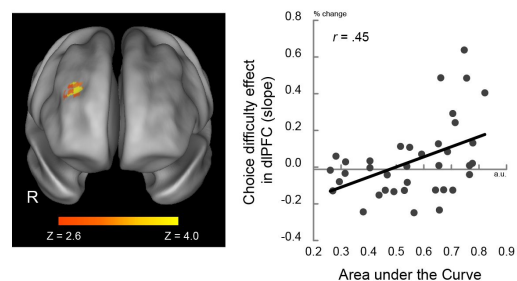 R
Z = 2.6 Z = 4.0
Choice difficulty effect
in dlPFC (slope)
% change
r = .45
0.8
0.6
0.4
0.2
-0.0
-0.2
-0.4
a.u.
0.2 0.3 0.4 0.5 0.6 0.7 0.8 0.9
Area under the Curve